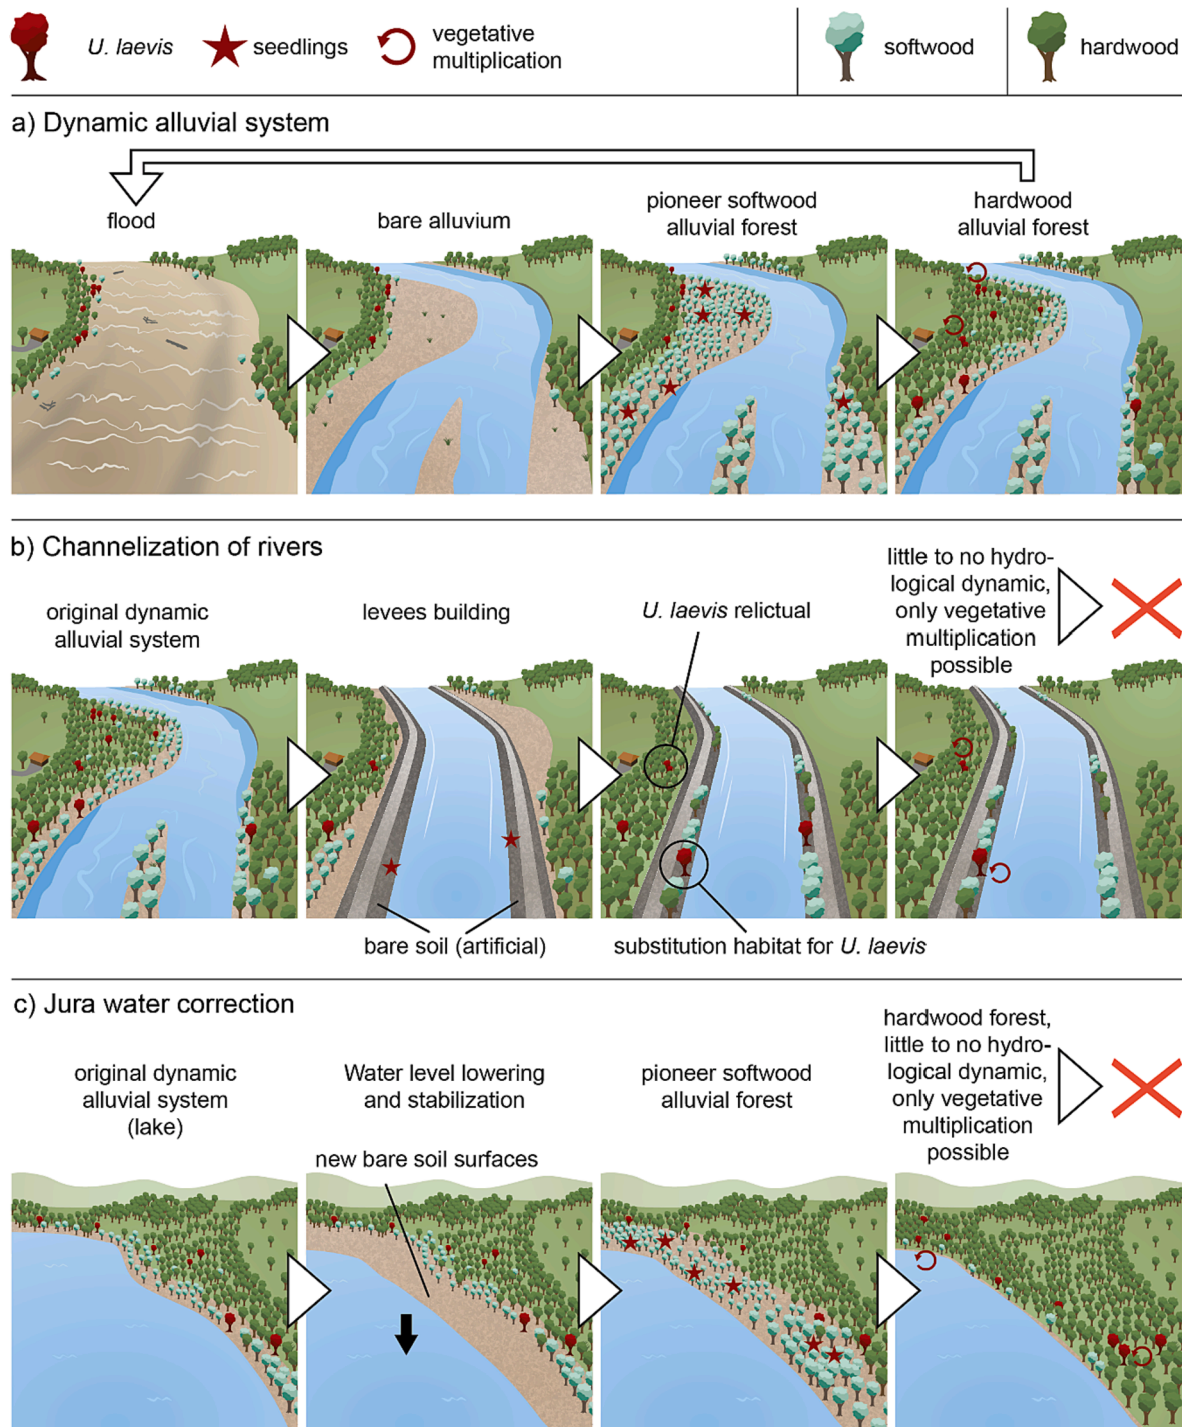 U. laevis
seedlings
vegetative
multiplication
softwood
hardwood
a) Dynamic alluvial system
flood
bare alluvium
pioneer softwood
alluvial forest
hardwood
alluvial forest
b) Channelization of rivers
original dynamic
alluvial system
levees building
U. laevis relictual
little to no hydro-
logical dynamic,
only vegetative
multiplication
possible
bare soil (artificial)
substitution habitat for U. laevis
c) Jura water correction
original dynamic
alluvial system
(lake)
Water level lowering
and stabilization
new bare soil surfaces
pioneer softwood
alluvial forest
hardwood forest,
little to no hydro-
logical dynamic,
only vegetative
multiplication
possible